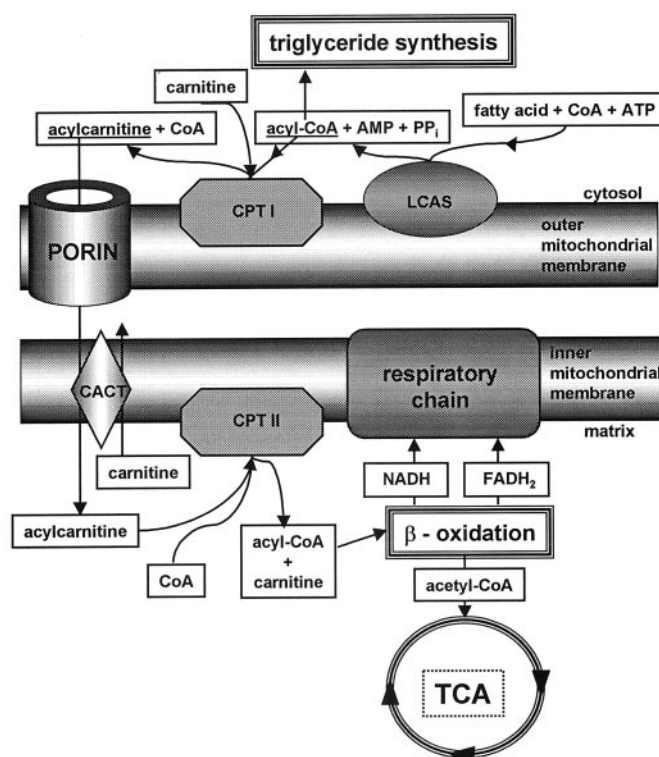 triglyceride synthesis
carnitine
acylcarnitine + CoA
acyl-CoA + AMP + PPi
fatty acid + CoA + ATP
cytosol
CPT I
LCAS
PORIN
outer
mitochondrial
membrane
CACT
CPT II
respiratory
chain
inner
mitochondrial
membrane
matrix
carnitine
NADH
FADH2
acylcarnitine
CoA
acyl-CoA
+
carnitine
β - oxidation
acetyl-CoA
TCA